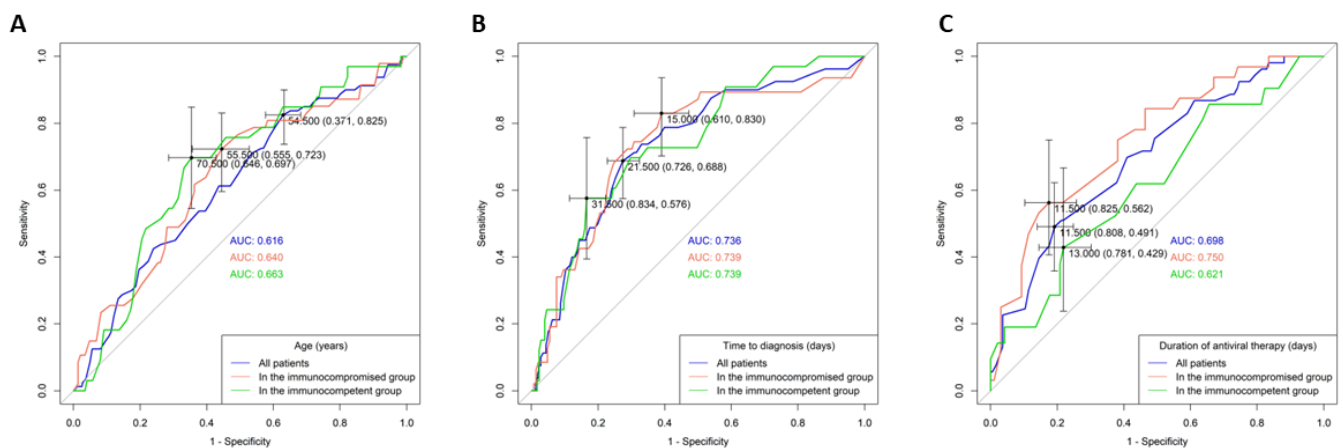 A
1.0
0.8
0.6
0.4
0.2
0.0
Sensitivity
54.500 (0.371, 0.825)
55.500 (0.555, 0.723)
70.500 (0.646, 0.697)
AUC: 0.616
AUC: 0.640
AUC: 0.663
Age (years)
All patients
In the immunocompromised group
In the immunocompetent group
0.0 0.2 0.4 0.6 0.8 1.0
1 - Specificity
B
1.0
0.8
0.6
0.4
0.2
0.0
Sensitivity
15.000 (0.610, 0.830)
21.500 (0.726, 0.688)
31.500 (0.834, 0.576)
AUC: 0.736
AUC: 0.739
AUC: 0.739
Time to diagnosis (days)
All patients
In the immunocompromised group
In the immunocompetent group
0.0 0.2 0.4 0.6 0.8 1.0
1 - Specificity
C
1.0
0.8
0.6
0.4
0.2
0.0
Sensitivity
11.500 (0.825, 0.562)
11.500 (0.808, 0.491)
13.000 (0.781, 0.429)
AUC: 0.698
AUC: 0.750
AUC: 0.621
Duration of antiviral therapy (days)
All patients
In the immunocompromised group
In the immunocompetent group
0.0 0.2 0.4 0.6 0.8 1.0
1 - Specificity